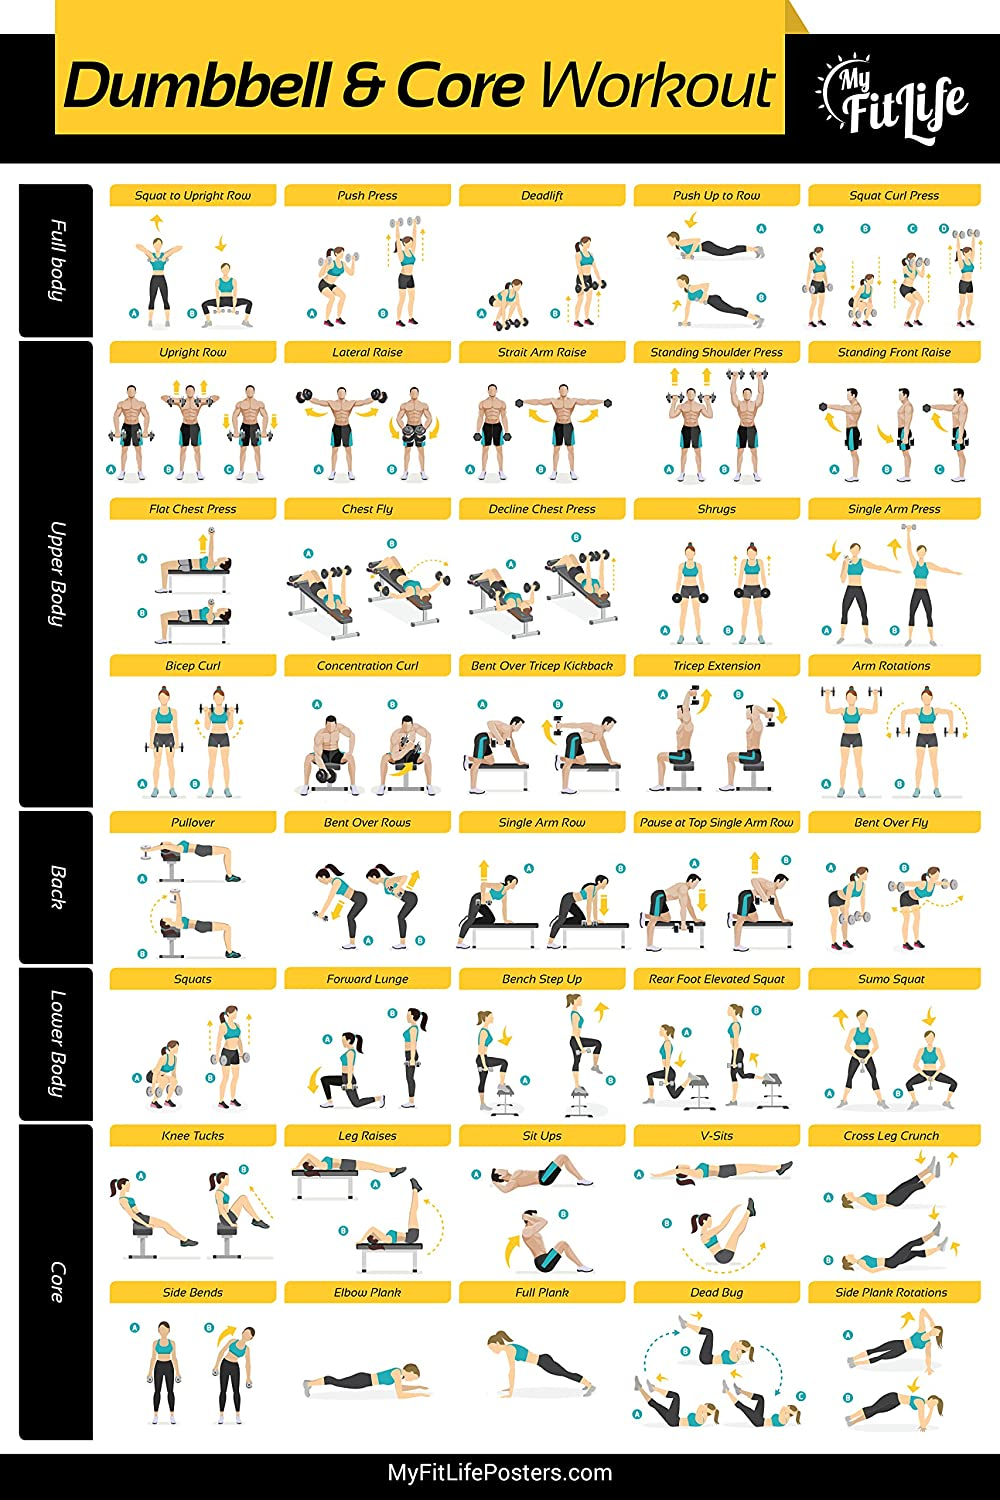 Dumbbell & Core Workout
My
FitLife
Full body
Squat to Upright Row
Push Press
Deadlift
Push Up to Row
Squat Curl Press
A
B
A
B
A
B
A
B
A
B
C
D
Upper Body
Upright Row
Lateral Raise
Strait Arm Raise
Standing Shoulder Press
Standing Front Raise
A
B
C
A
B
A
B
A
B
A
B
C
Flat Chest Press
Chest Fly
Decline Chest Press
Shrugs
Single Arm Press
A
B
A
B
A
B
A
B
A
B
Bicep Curl
Concentration Curl
Bent Over Tricep Kickback
Tricep Extension
Arm Rotations
A
B
A
B
A
B
A
B
A
B
Back
Pullover
Bent Over Rows
Single Arm Row
Pause at Top Single Arm Row
Bent Over Fly
A
B
A
B
A
B
A
B
A
B
Lower Body
Squats
Forward Lunge
Bench Step Up
Rear Foot Elevated Squat
Sumo Squat
A
B
A
B
A
B
A
B
A
B
Core
Knee Tucks
Leg Raises
Sit Ups
V-Sits
Cross Leg Crunch
A
B
A
B
A
B
A
B
A
B
Side Bends
Elbow Plank
Full Plank
Dead Bug
Side Plank Rotations
A
B
A
B
C
A
B
MyFitLifePosters.com